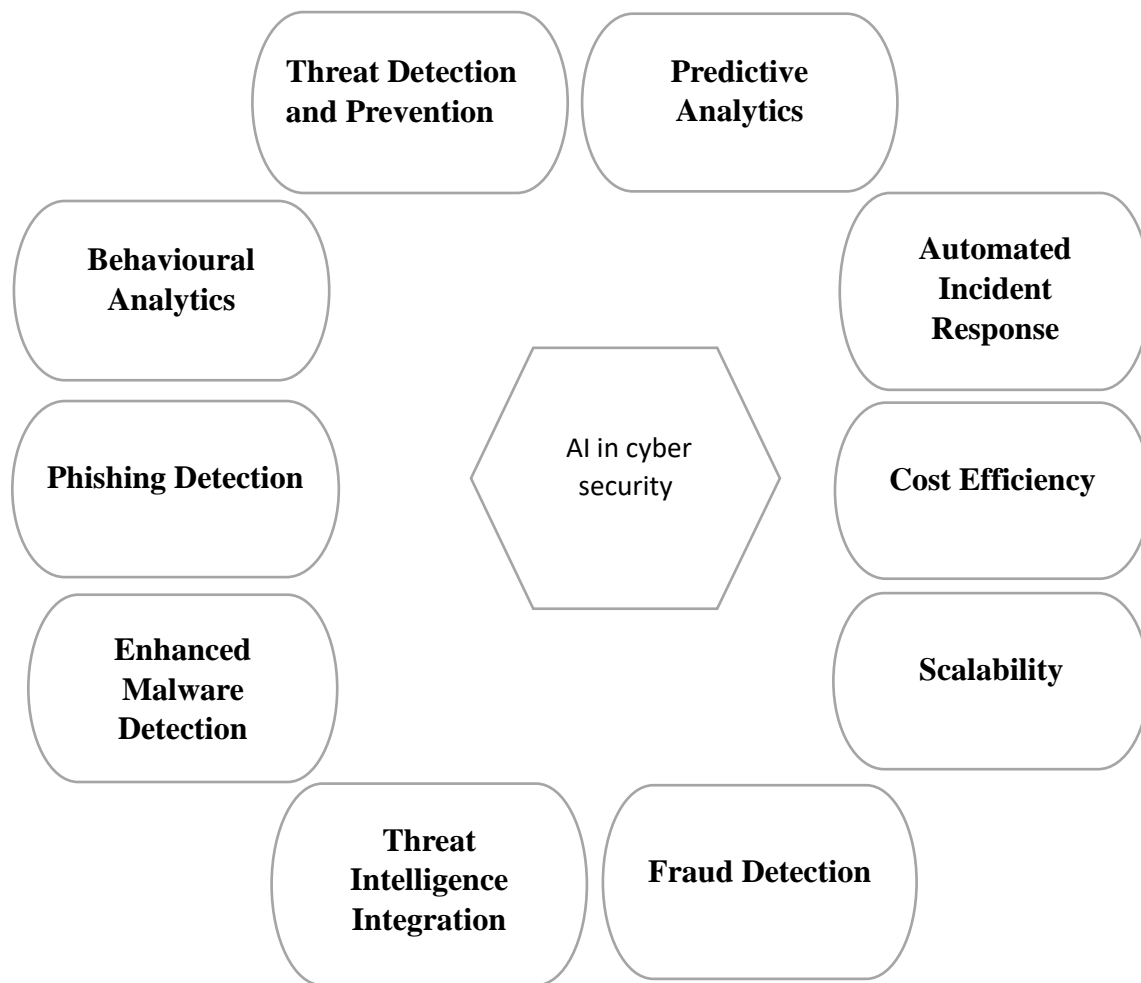 Threat Detection
and Prevention
Predictive
Analytics
Behavioural
Analytics
Automated
Incident
Response
AI in cyber
security
Phishing Detection
Cost Efficiency
Enhanced
Malware
Detection
Scalability
Threat
Intelligence
Integration
Fraud Detection